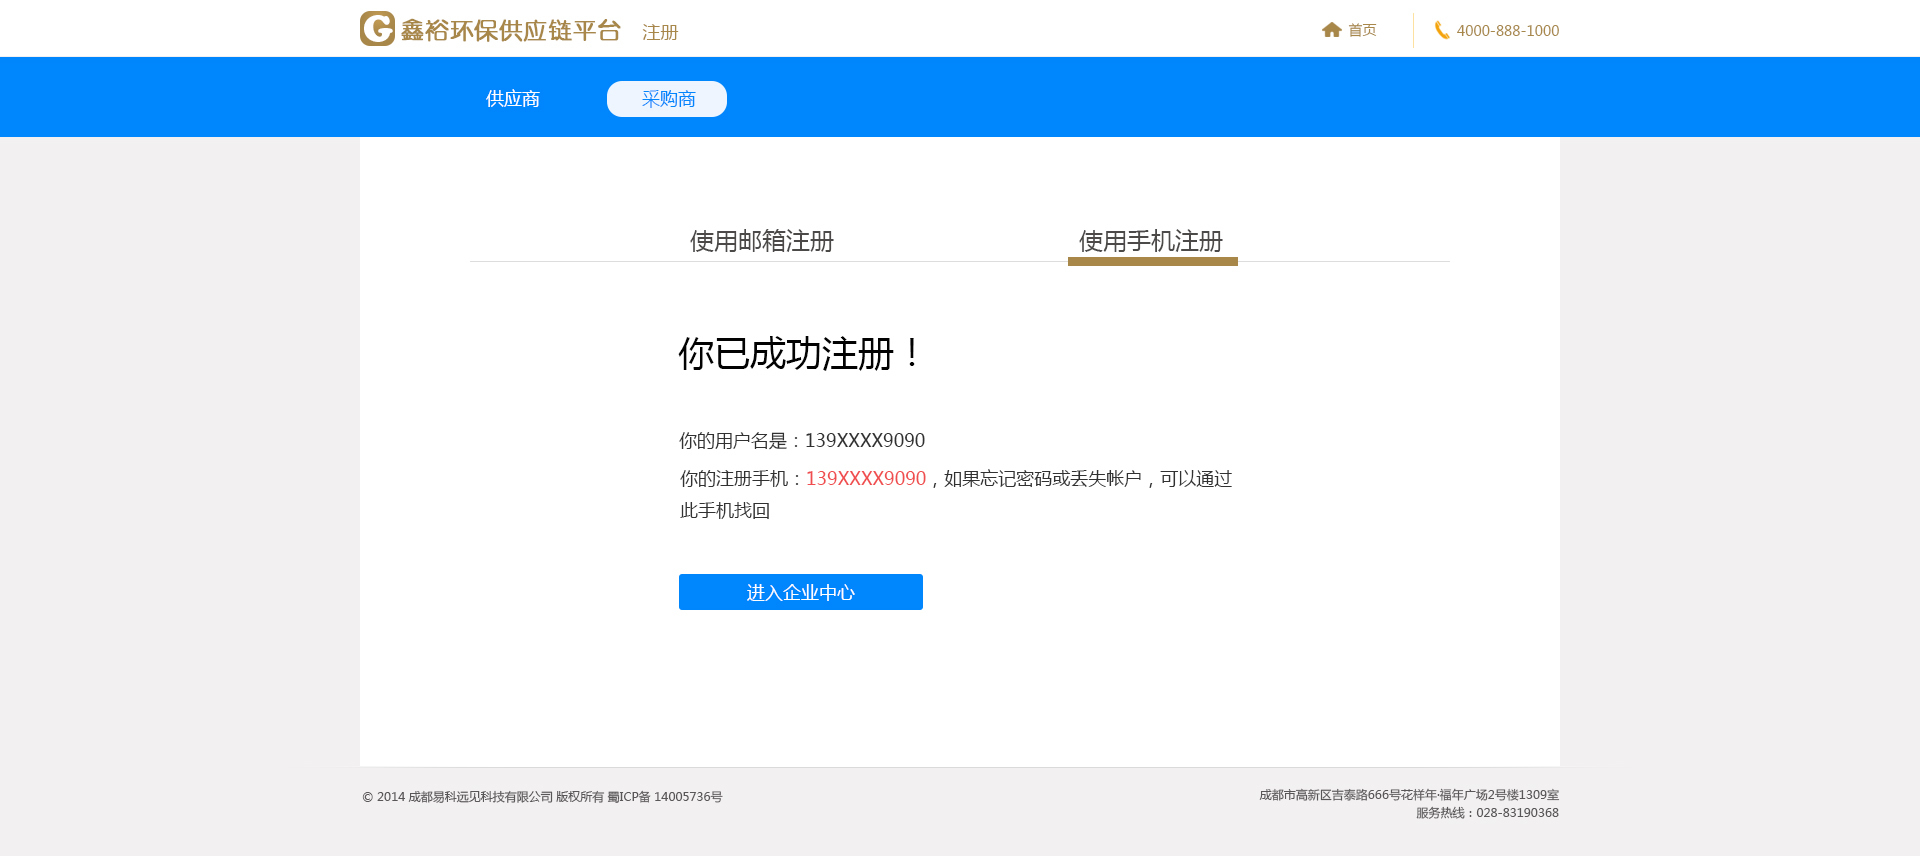 鑫裕环保供应链平台 注册 首页 4000-888-1000
供应商 采购商
使用邮箱注册 使用手机注册
你已成功注册！
你的用户名是：139XXXX9090
你的注册手机：139XXXX9090，如果忘记密码或丢失帐户，可以通过
此手机找回
进入企业中心
© 2014 成都易科远见科技有限公司 版权所有 蜀ICP备 14005736号
成都市高新区吉泰路666号花样年·福年广场2号楼1309室
服务热线：028-83190368